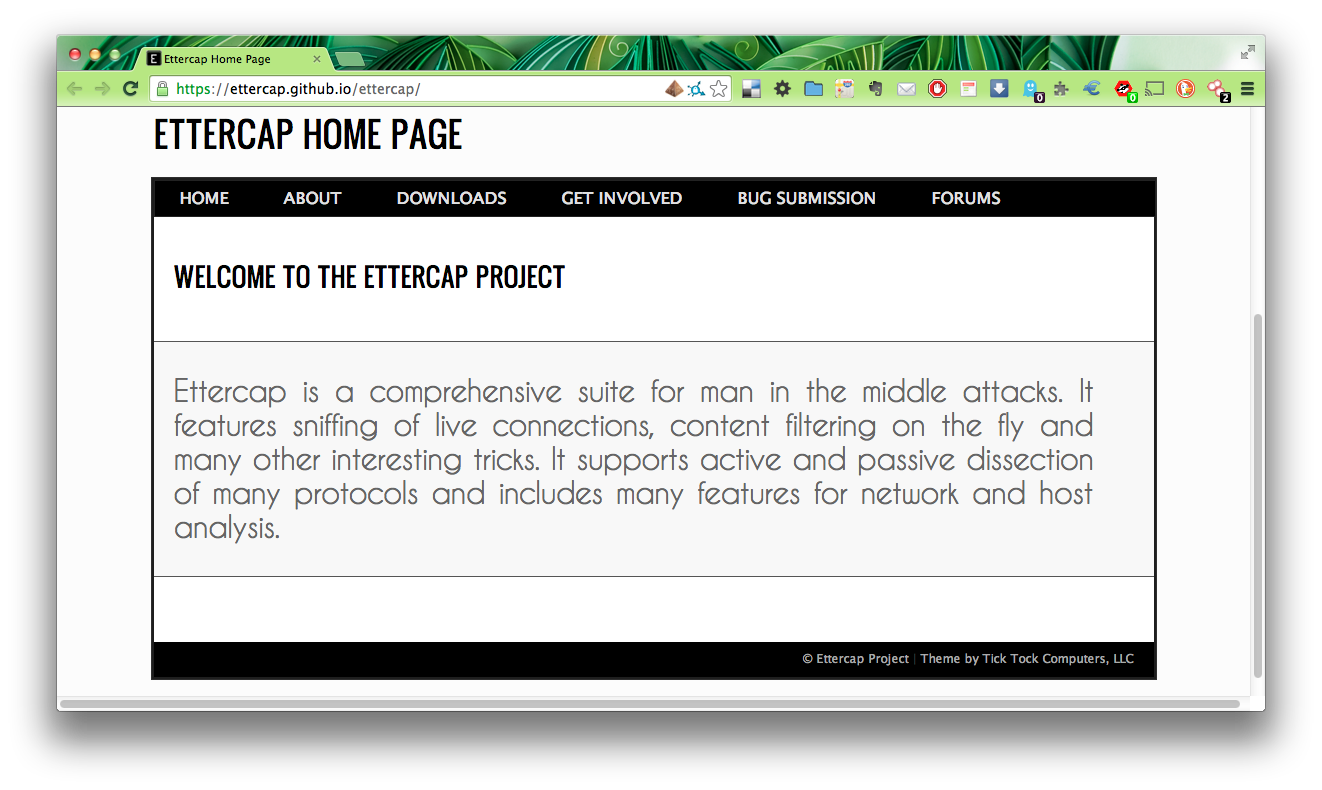 Ettercap Home Page
https://ettercap.github.io/ettercap/
0
0
2
ETTERCAP HOME PAGE
HOME ABOUT DOWNLOADS GET INVOLVED BUG SUBMISSION FORUMS
WELCOME TO THE ETTERCAP PROJECT
Ettercap is a comprehensive suite for man in the middle attacks. It
features sniffing of live connections, content filtering on the fly and
many other interesting tricks. It supports active and passive dissection
of many protocols and includes many features for network and host
analysis.
© Ettercap Project | Theme by Tick Tock Computers, LLC